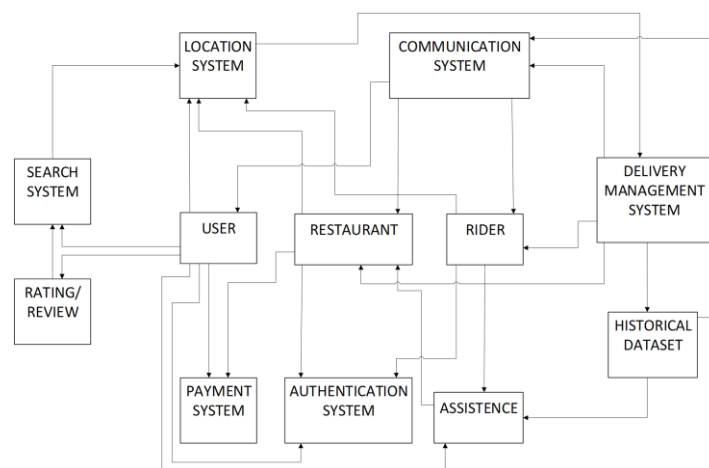 LOCATION
SYSTEM
COMMUNICATION
SYSTEM
SEARCH
SYSTEM
DELIVERY
MANAGEMENT
SYSTEM
USER
RESTAURANT
RIDER
RATING/
REVIEW
HISTORICAL
DATASET
PAYMENT
SYSTEM
AUTHENTICATION
SYSTEM
ASSISTENCE